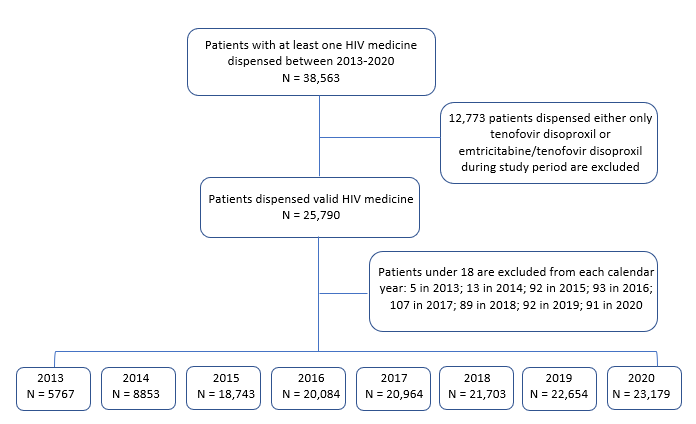 Patients with at least one HIV medicine
dispensed between 2013-2020
N = 38,563
12,773 patients dispensed either only
tenofovir disoproxil or
emtricitabine/tenofovir disoproxil
during study period are excluded
Patients dispensed valid HIV medicine
N = 25,790
Patients under 18 are excluded from each calendar
year: 5 in 2013; 13 in 2014; 92 in 2015; 93 in 2016;
107 in 2017; 89 in 2018; 92 in 2019; 91 in 2020
2013
N = 5767
2014
N = 8853
2015
N = 18,743
2016
N = 20,084
2017
N = 20,964
2018
N = 21,703
2019
N = 22,654
2020
N = 23,179